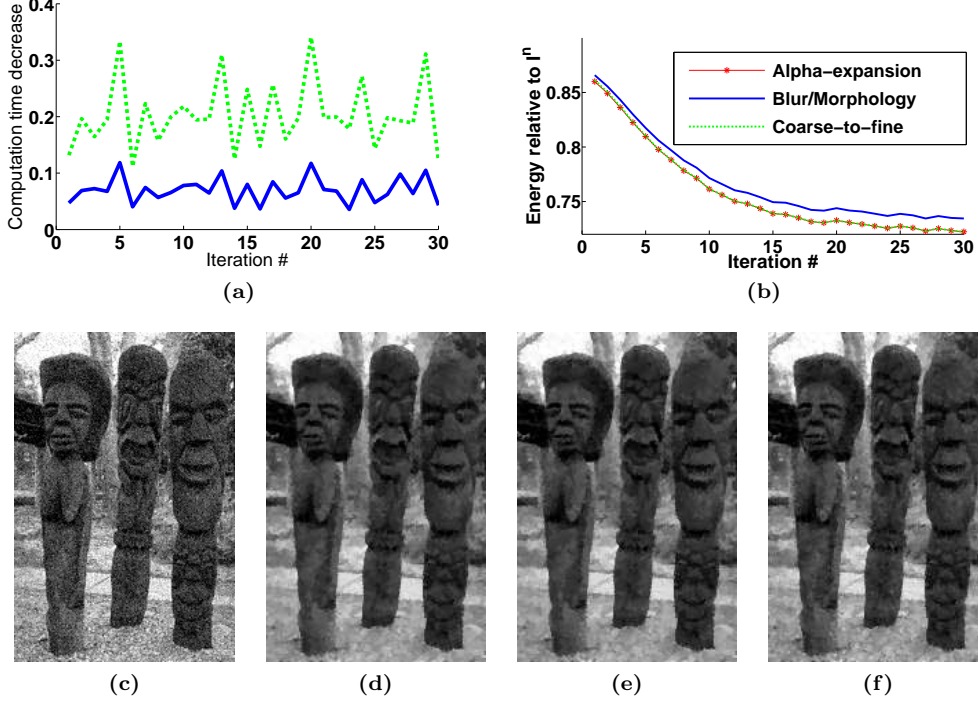 Computation time decrease
0.4
0.3
0.2
0.1
0
0 5 10 15 20 25 30
Iteration #
(a)
Energy relative to Iⁿ
0.85
0.8
0.75
Alpha−expansion
Blur/Morphology
Coarse−to−fine
0 5 10 15 20 25 30
Iteration #
(b)
(c) (d) (e) (f)